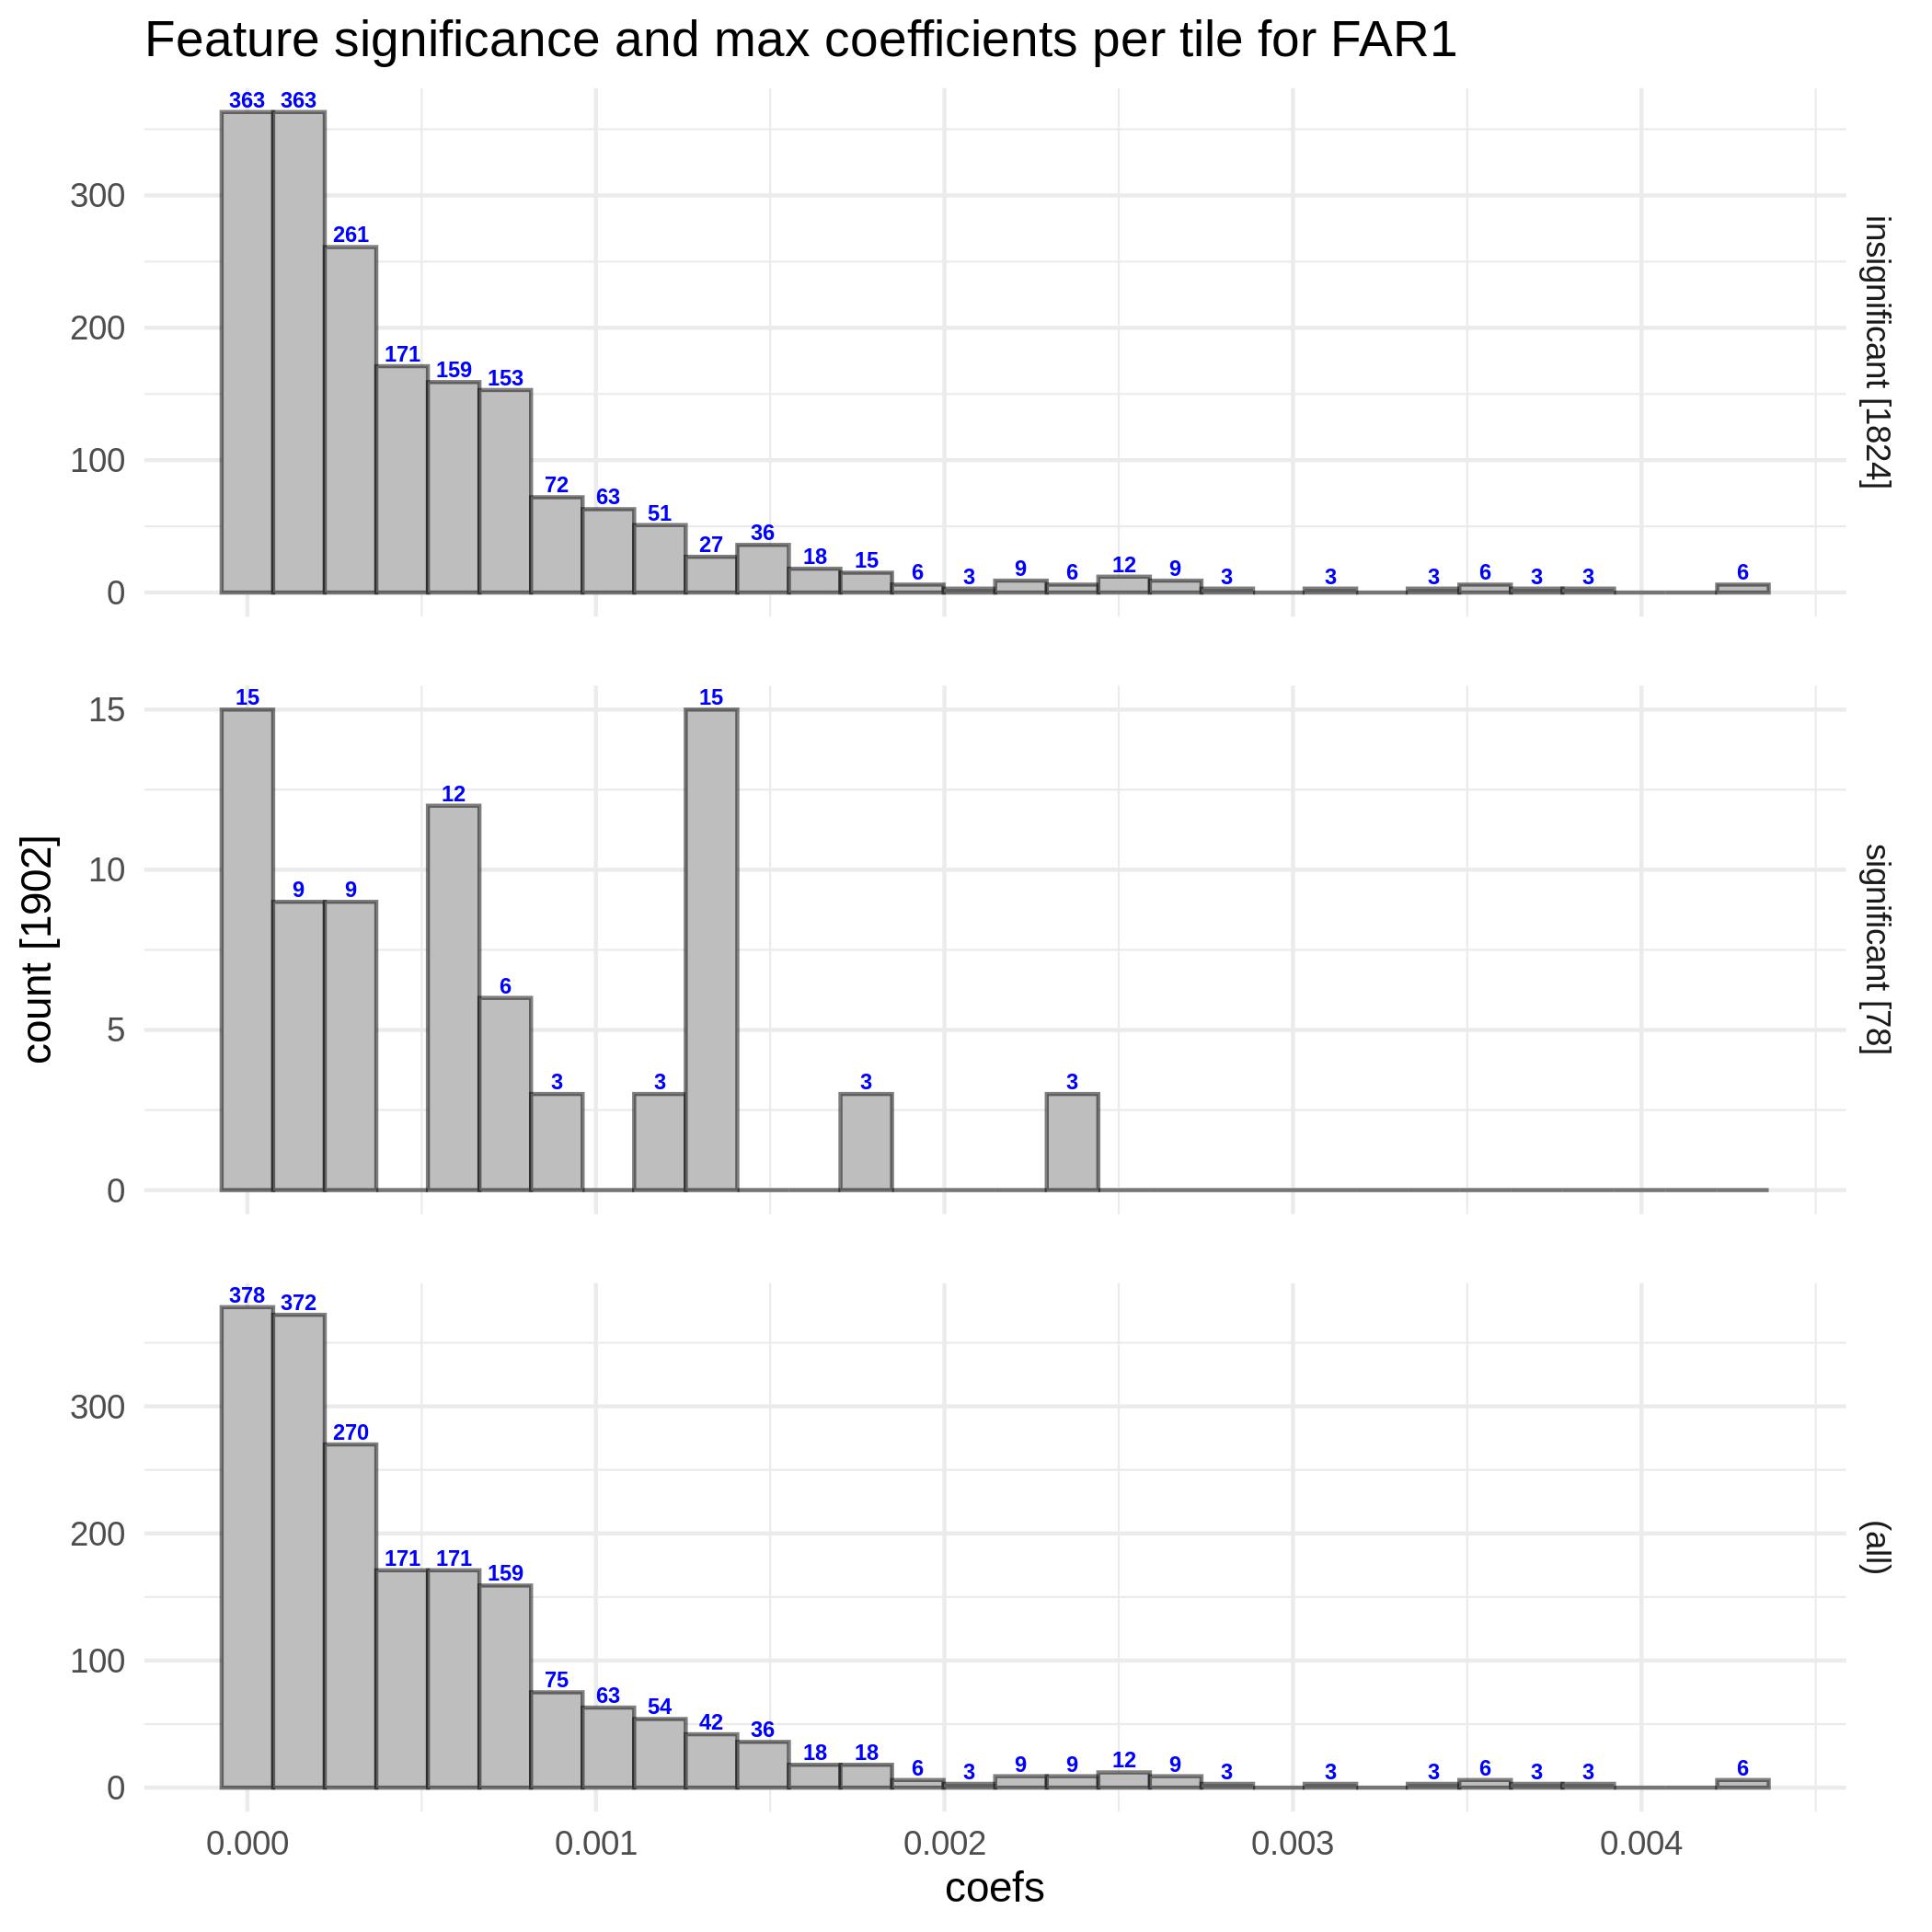 Feature significance and max coefficients per tile for FAR1
363 363 261 171 159 153 72 63 51 27 36 18 15 6 3 9 6 12 9 3 3 3 6 3 3 6
300
200
100
0
insignificant [1824]
15 9 9 12 6 3 3 15 3 3
15
10
5
0
significant [78]
count [1902]
378 372 270 171 171 159 75 63 54 42 36 18 18 6 3 9 9 12 9 3 3 3 6 3 3 6
300
200
100
0
(all)
0.000 0.001 0.002 0.003 0.004
coefs